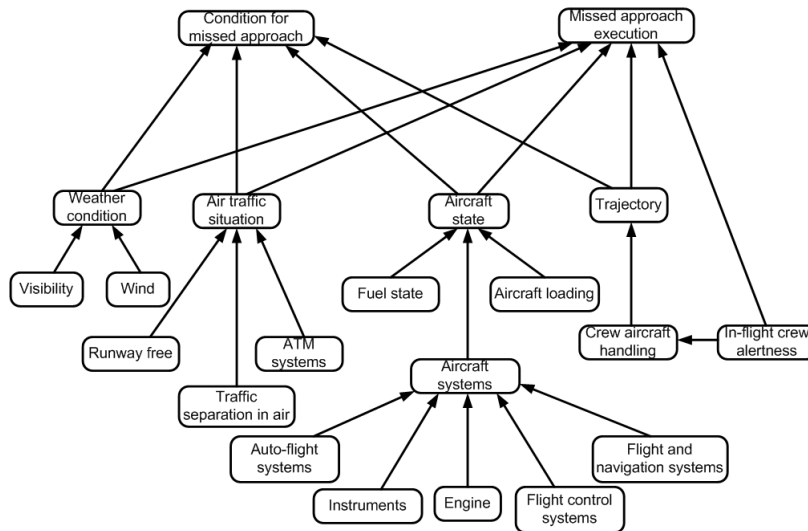 Condition for
missed approach
Missed approach
execution
Weather
condition
Air traffic
situation
Aircraft
state
Trajectory
Visibility
Wind
Fuel state
Aircraft loading
Runway free
ATM
systems
Crew aircraft
handling
In-flight crew
alertness
Aircraft
systems
Traffic
separation in air
Auto-flight
systems
Flight and
navigation systems
Instruments
Engine
Flight control
systems